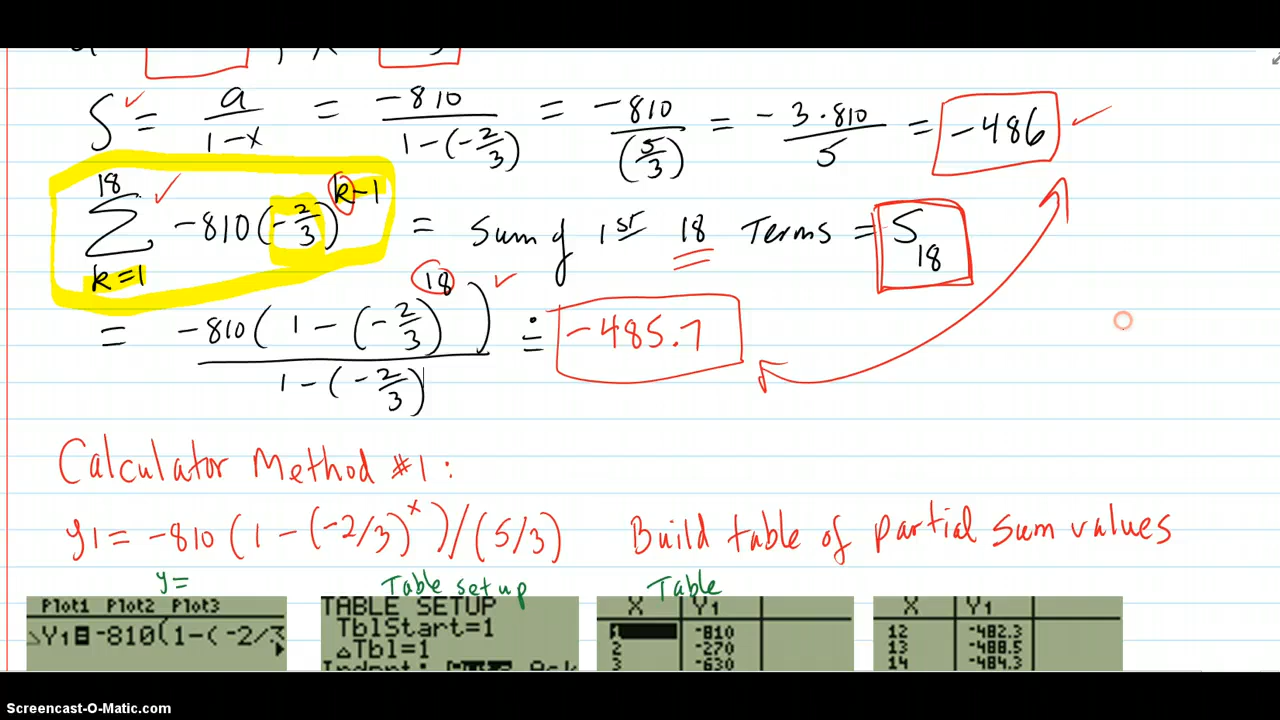 S = a/(1-x) = -810/(1-(-2/3)) = -810/(5/3) = -3·810/5 = -486
18 Σ k=1 -810(-2/3)^(k-1) = Sum of 1st 18 Terms = S18
= -810(1-(-2/3)^18)/(1-(-2/3)) ≐ -485.7
Calculator Method #1:
y1 = -810(1-(-2/3)^x)/(5/3) Build table of partial sum values
y= Table setup Table
Plot1 Plot2 Plot3
△Y1=-810(1-(-2/3
TABLE SETUP
TblStart=1
△Tbl=1
X Y1
1 -810
2 -270
3 -630
X Y1
12 -482.3
13 -488.5
14 -484.3
Screencast-O-Matic.com